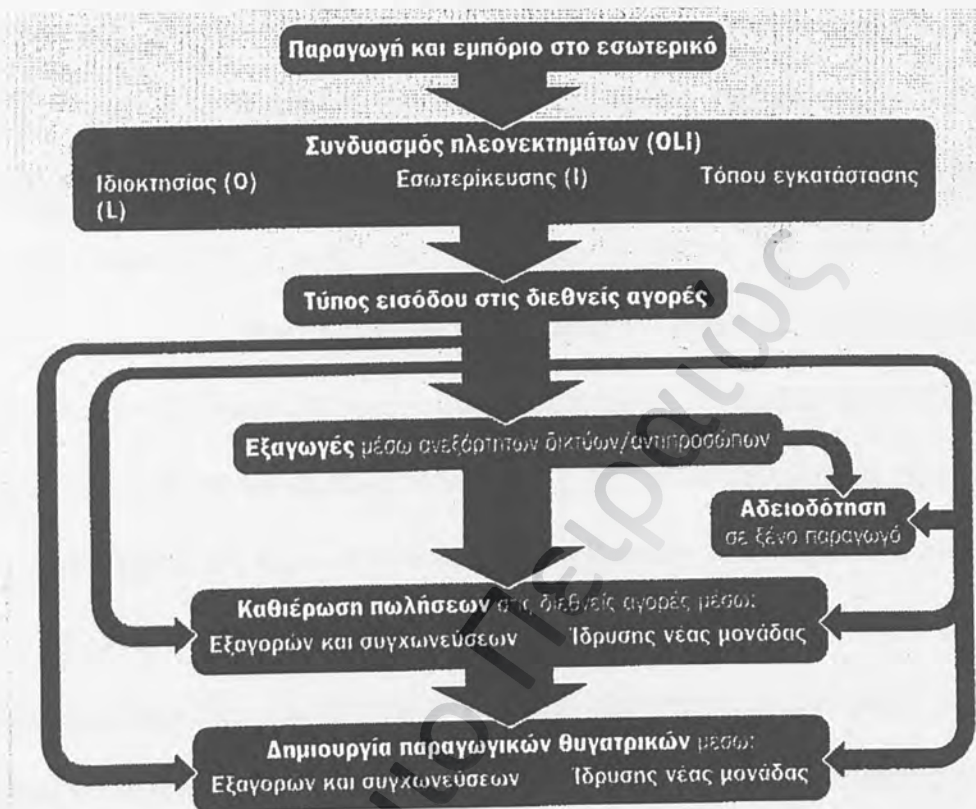 Παραγωγή και εμπόριο στο εσωτερικό
Συνδυασμός πλεονεκτημάτων (OLI)
Ιδιοκτησίας (O) Εσωτερίκευσης (I) Τόπου εγκατάστασης
(L)
Τύπος εισόδου στις διεθνείς αγορές
Εξαγωγές μέσω ανεξάρτητων δικτύων/αντιπροσώπων
Αδειοδότηση
σε ξένο παραγωγό
Καθιέρωση πωλήσεων στις διεθνείς αγορές μέσω:
Εξαγορών και συγχωνεύσεων Ίδρυσης νέας μονάδας
Δημιουργία παραγωγικών θυγατρικών μέσω:
Εξαγορών και συγχωνεύσεων Ίδρυσης νέας μονάδας
Πειραιώς